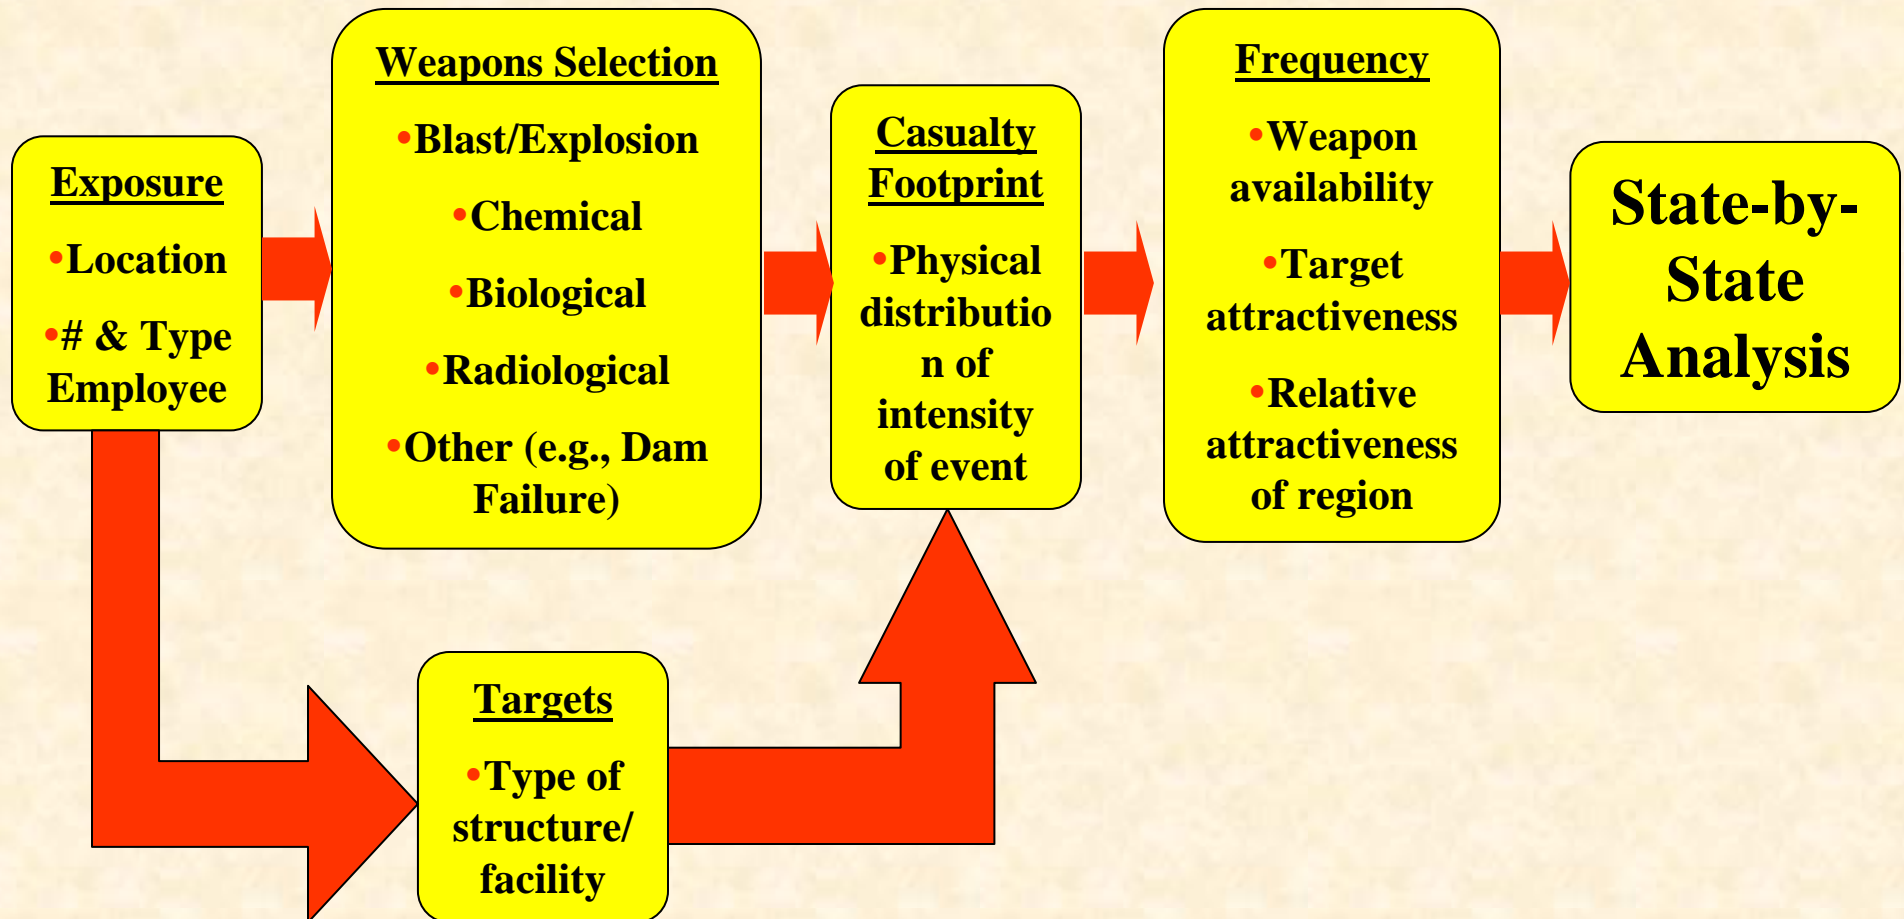 Exposure
•Location
•# & Type
Employee
Weapons Selection
•Blast/Explosion
•Chemical
•Biological
•Radiological
•Other (e.g., Dam
Failure)
Casualty
Footprint
•Physical
distributio
n of
intensity
of event
Frequency
•Weapon
availability
•Target
attractiveness
•Relative
attractiveness
of region
State-by-
State
Analysis
Targets
•Type of
structure/
facility